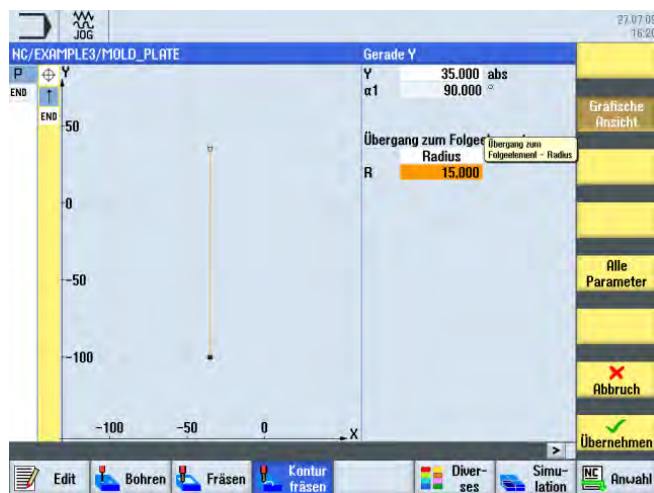 27.07.09
16:20
JOG
NC/EXAMPLE3/MOLD_PLATE
Gerade Y
P
END
END
Y
50
0
-50
-100
-100 -50 0 X
Y 35.000 abs
α1 90.000 °
Übergang zum Folgeelement
Übergang zum
Folgeelement - Radius
Radius
R 15.000
Grafische
Ansicht
Alle
Parameter
Abbruch
Übernehmen
>
Edit
Bohren
Fräsen
Kontur
fräsen
Diver-
ses
Simu-
lation
NC
Anwahl